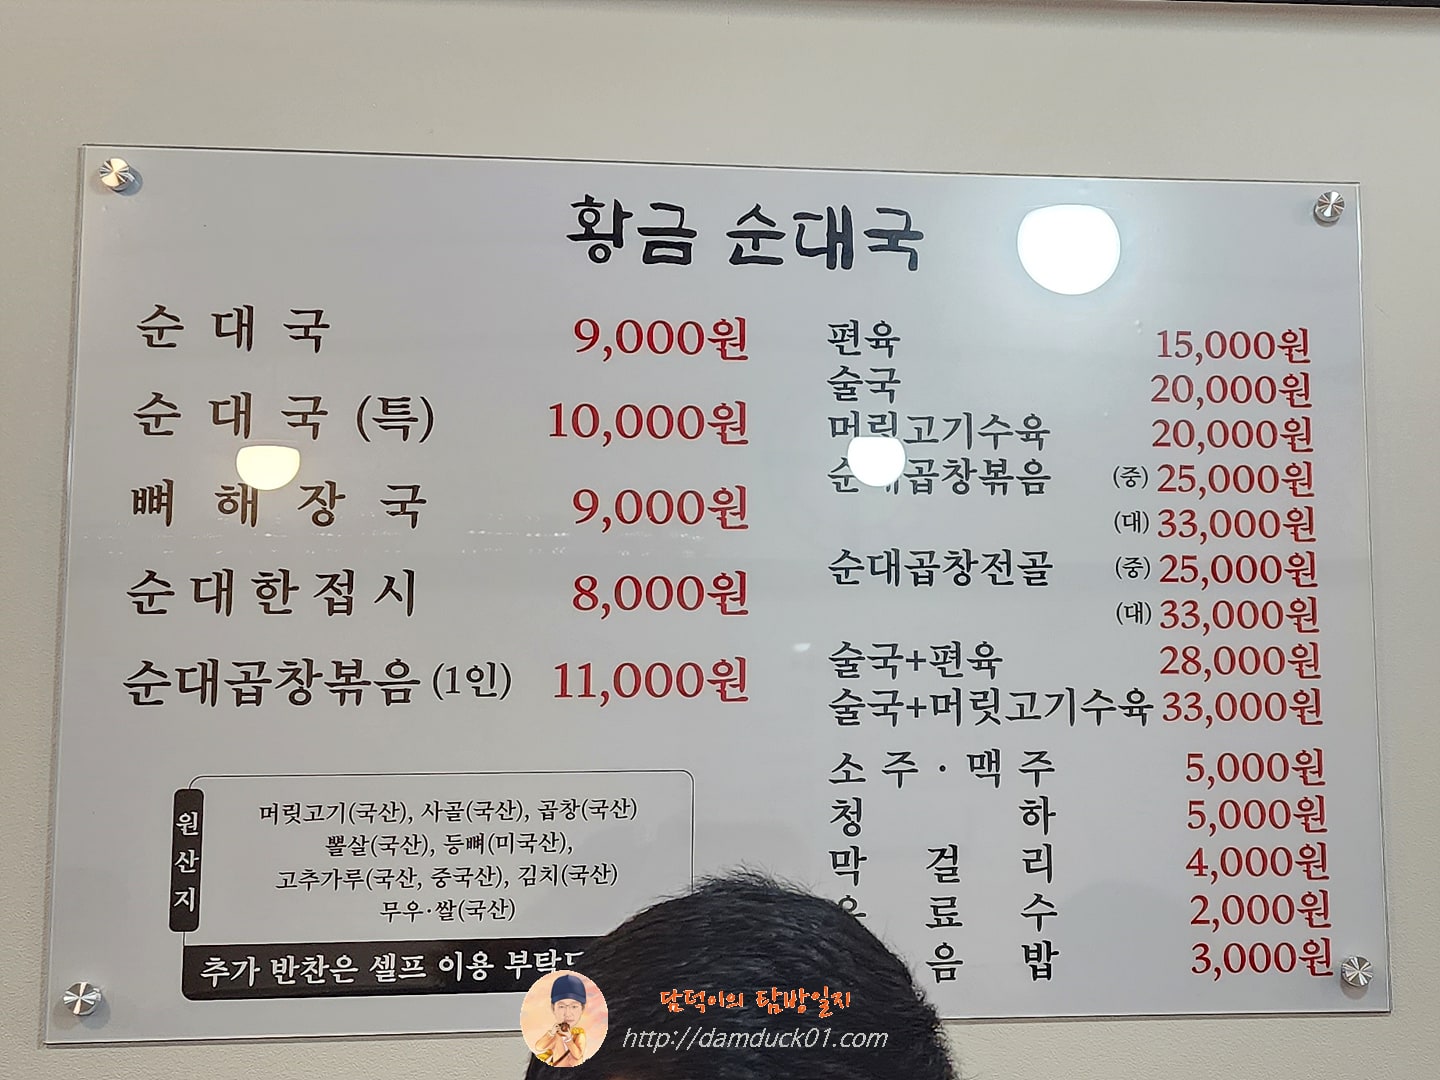 황금 순대국
순대국 9,000원
순대국 (특) 10,000원
뼈해장국 9,000원
순대한접시 8,000원
순대곱창볶음 (1인) 11,000원
편육 15,000원
술국 20,000원
머릿고기수육 20,000원
순대곱창볶음 (중) 25,000원
(대) 33,000원
순대곱창전골 (중) 25,000원
(대) 33,000원
술국+편육 28,000원
술국+머릿고기수육 33,000원
소주·맥주 5,000원
청하 5,000원
막걸리 4,000원
음료수 2,000원
음밥 3,000원
원산지
머릿고기(국산), 사골(국산), 곱창(국산)
뽈살(국산), 등뼈(미국산),
고추가루(국산, 중국산), 김치(국산)
무우·쌀(국산)
추가 반찬은 셀프 이용 부탁
담덕이의 탐방일지
http://damduck01.com